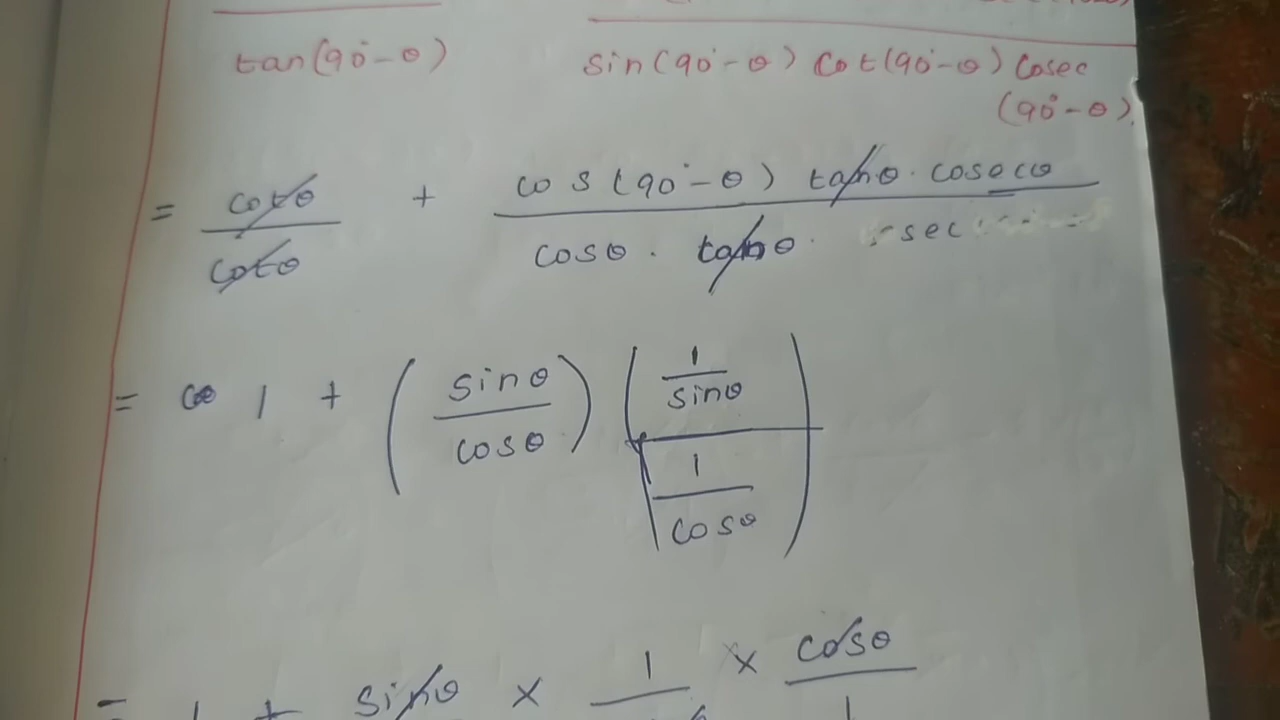 tan(90°-θ) sin(90°-θ) cot(90°-θ) cosec
(90°-θ)
= cotθ/cotθ + cos(90°-θ) tanθ. cosecθ / cosθ. tanθ. sec
= 1 + (sinθ/cosθ) ((1/sinθ)/(1/cosθ))
= 1 + sinθ × 1 × cosθ/1